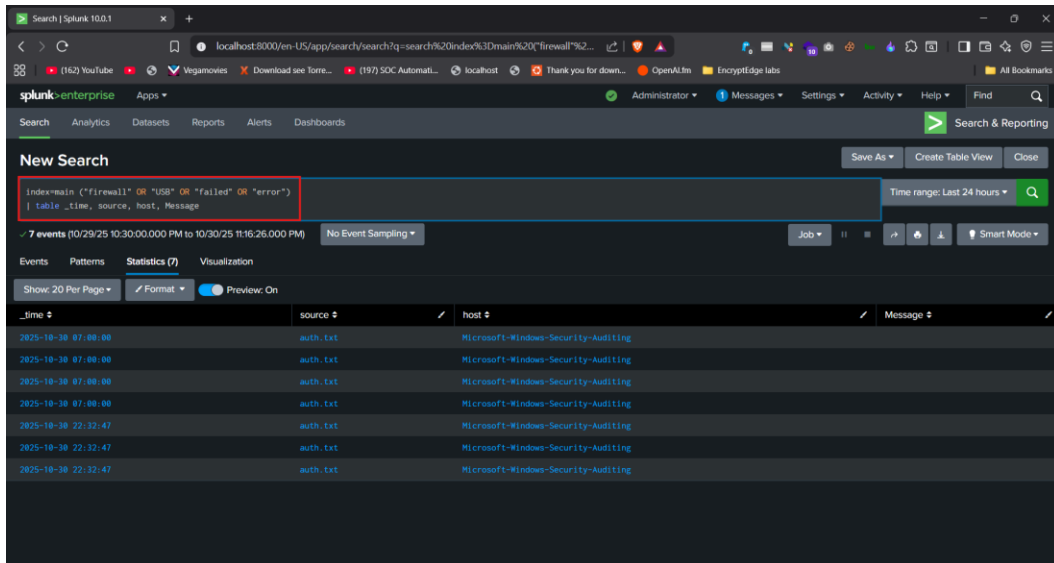 Search | Splunk 10.0.1
localhost:8000/en-US/app/search/search?q=search%20index%3Dmain%20("firewall"%2...
(162) YouTube
Vegamovies
Download see Torre...
(197) SOC Automati...
localhost
Thank you for down...
OpenAI.fm
EncryptEdge labs
All Bookmarks
splunk>enterprise Apps
Administrator 1 Messages Settings Activity Help Find
Search Analytics Datasets Reports Alerts Dashboards Search & Reporting
New Search Save As Create Table View Close
index=main ("firewall" OR "USB" OR "failed" OR "error")
| table _time, source, host, Message
Time range: Last 24 hours
7 events (10/29/25 10:30:00.000 PM to 10/30/25 11:16:26.000 PM) No Event Sampling Job Smart Mode
Events Patterns Statistics (7) Visualization
Show: 20 Per Page Format Preview: On
_time source host Message
2025-10-30 07:00:00 auth.txt Microsoft-Windows-Security-Auditing
2025-10-30 07:00:00 auth.txt Microsoft-Windows-Security-Auditing
2025-10-30 07:00:00 auth.txt Microsoft-Windows-Security-Auditing
2025-10-30 07:00:00 auth.txt Microsoft-Windows-Security-Auditing
2025-10-30 22:32:47 auth.txt Microsoft-Windows-Security-Auditing
2025-10-30 22:32:47 auth.txt Microsoft-Windows-Security-Auditing
2025-10-30 22:32:47 auth.txt Microsoft-Windows-Security-Auditing